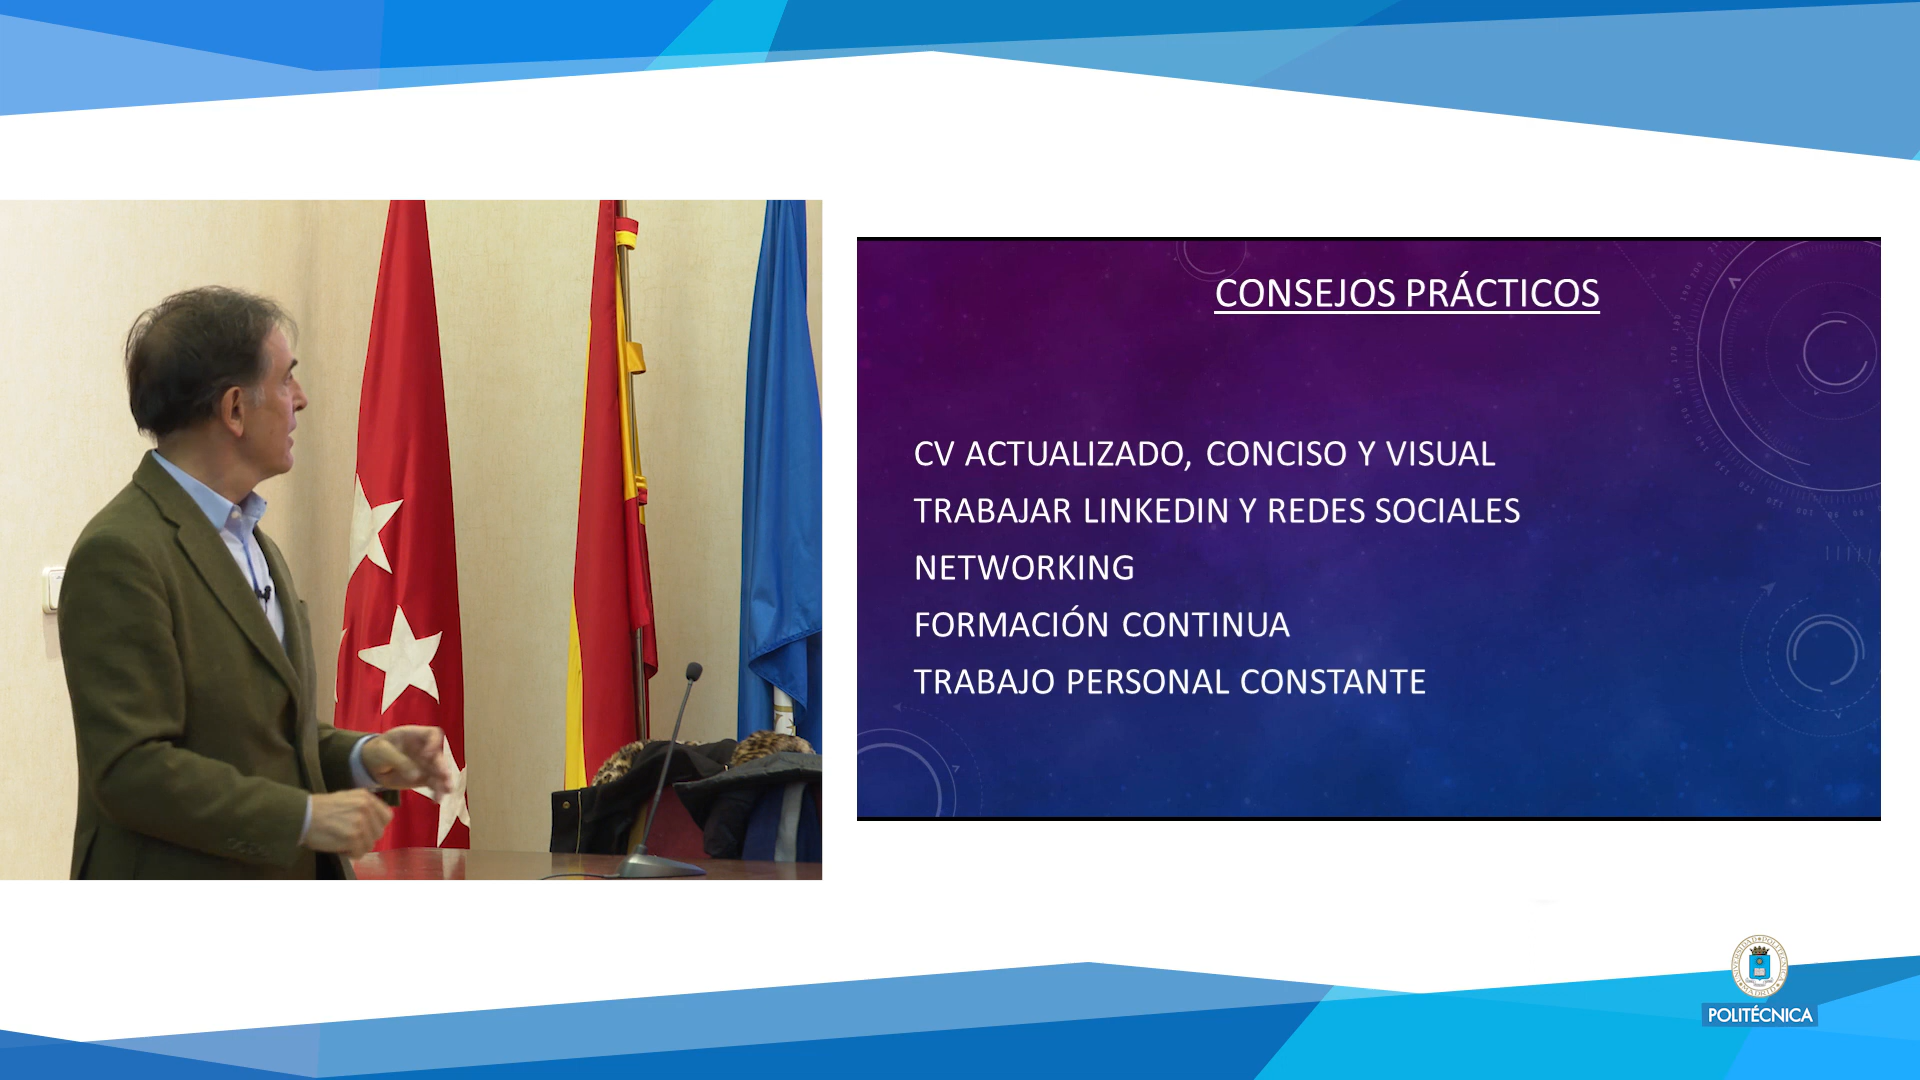 CONSEJOS PRÁCTICOS
CV ACTUALIZADO, CONCISO Y VISUAL
TRABAJAR LINKEDIN Y REDES SOCIALES
NETWORKING
FORMACIÓN CONTINUA
TRABAJO PERSONAL CONSTANTE
POLITÉCNICA